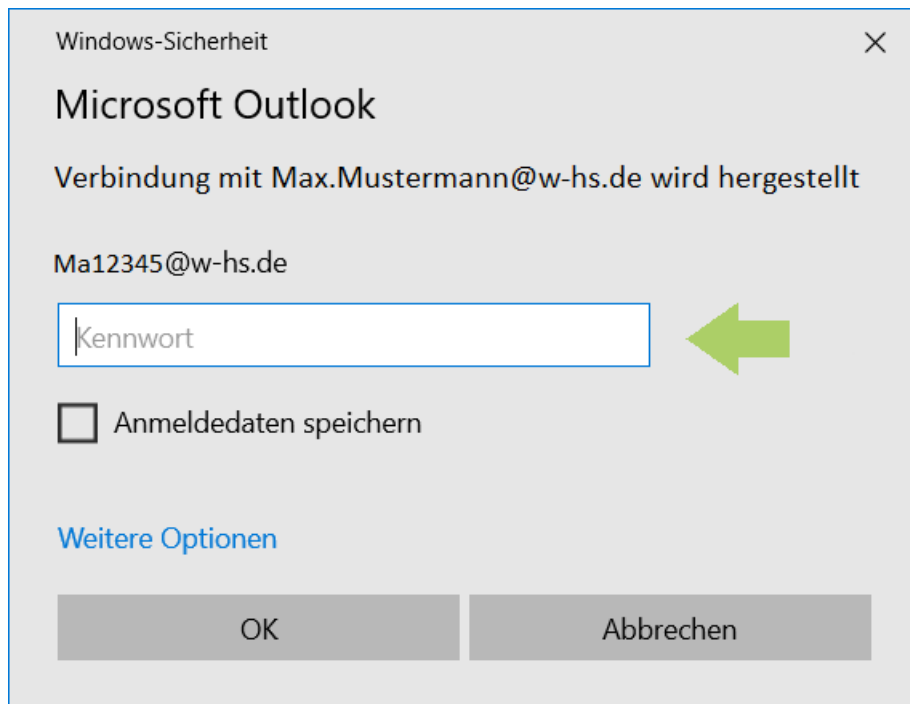 Windows-Sicherheit
Microsoft Outlook
Verbindung mit Max.Mustermann@w-hs.de wird hergestellt
Ma12345@w-hs.de
Kennwort
Anmeldedaten speichern
Weitere Optionen
OK
Abbrechen